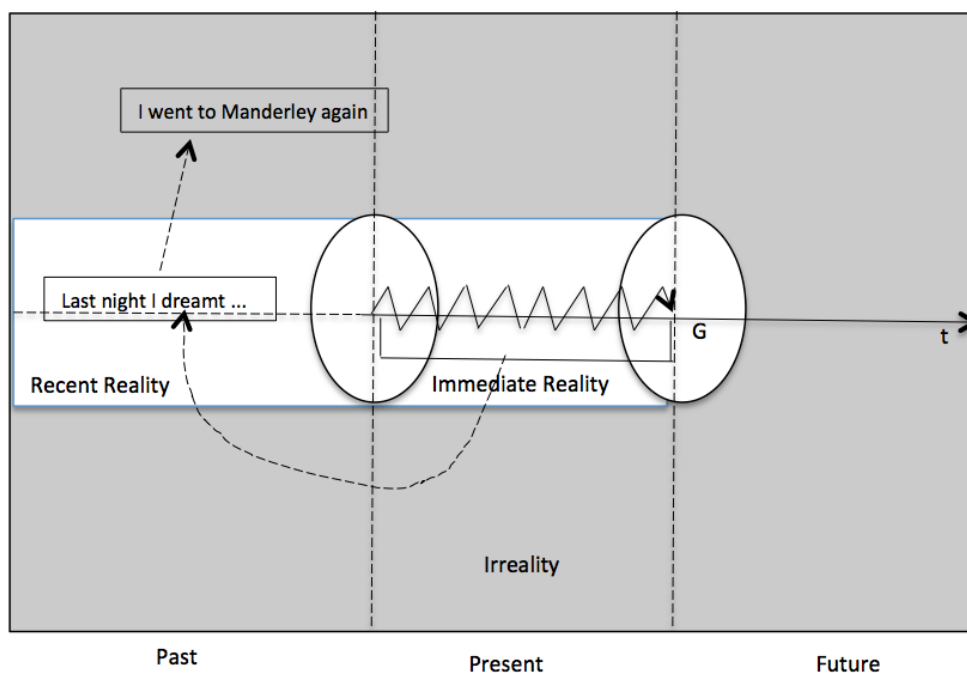 I went to Manderley again
Last night I dreamt ...
G
t
Recent Reality
Immediate Reality
Irreality
Past
Present
Future